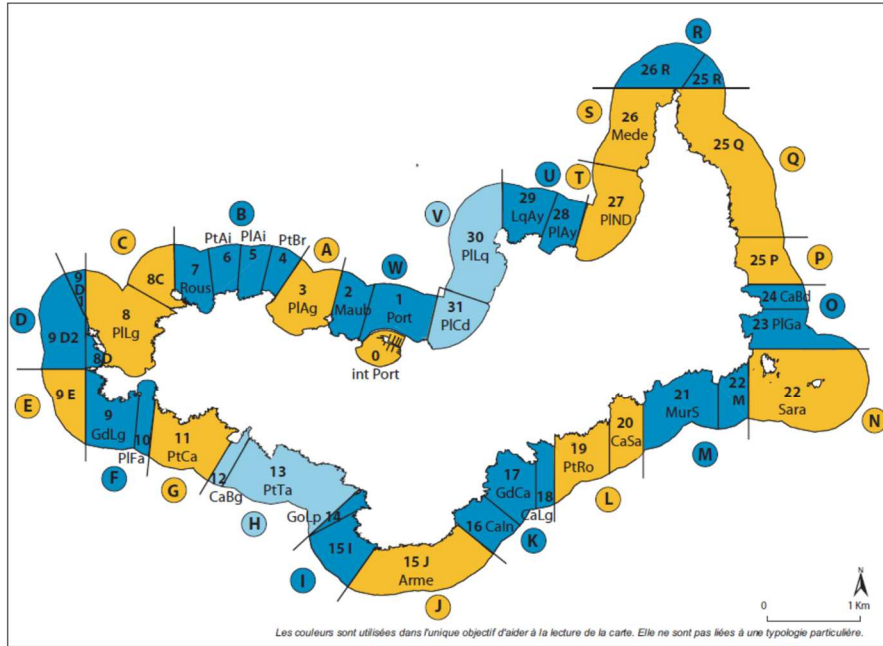 R
26 R
25 R
S
26
Mede
25 Q
Q
T
27
PlND
U
29
LqAy
28
PlAy
V
30
PlLq
31
PlCd
B
PtAi
PlAi
PtBr
C
A
8C
7
Rous
6
5
4
3
PlAg
W
2
Maub
1
Port
0
int Port
25 P
P
24 CaBd
O
23 PlGa
9
D
1
D
9 D2
8
PlLg
8D
E
9 E
9
GdLg
10
PlFa
F
11
PtCa
G
12
CaBg
H
13
PtTa
GoLp 14
15 I
I
15 J
Arme
J
16 CaIn
17
GdCa
18
CaLg
K
19
PtRo
20
CaSa
L
21
MurS
22
M
M
22
Sara
N
N
0
1 Km
Les couleurs sont utilisées dans l'unique objectif d'aider à la lecture de la carte. Elle ne sont pas liées à une typologie particulière.